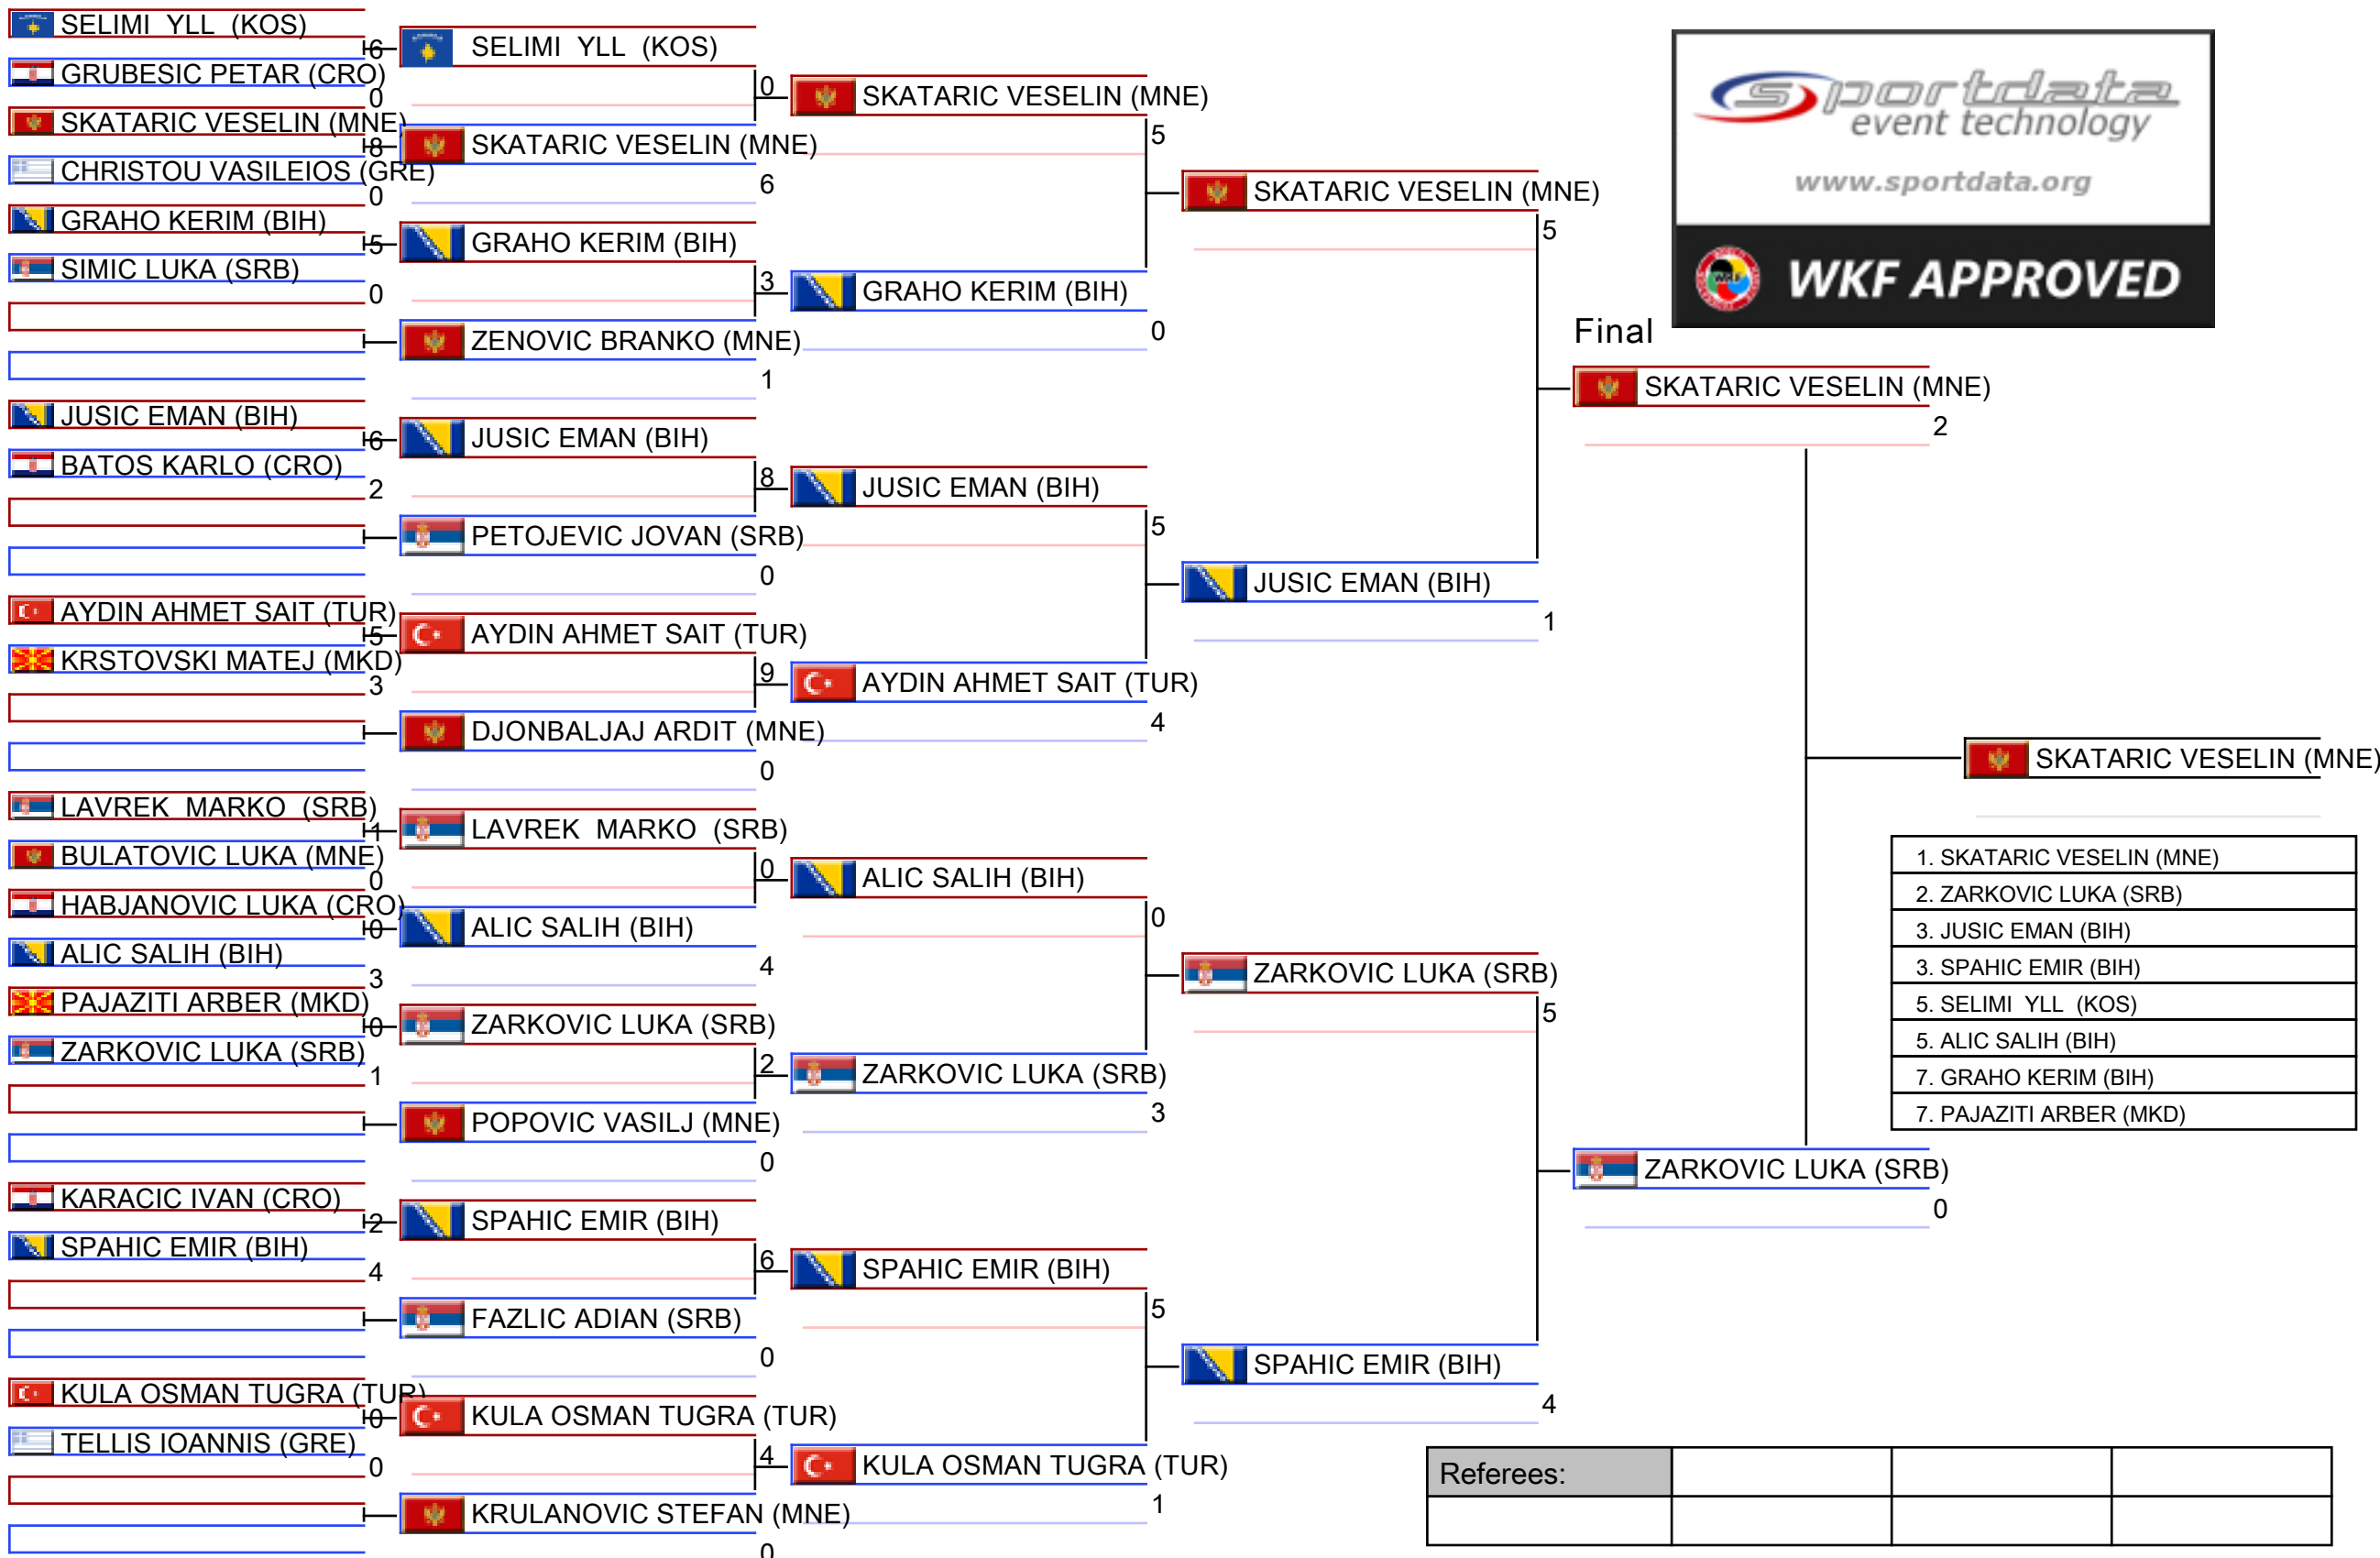 SELIMI  YLL  (KOS)
6
GRUBESIC PETAR (CRO)
0
SKATARIC VESELIN (MNE)
8
CHRISTOU VASILEIOS (GRE)
0
GRAHO KERIM (BIH)
5
SIMIC LUKA (SRB)
0
JUSIC EMAN (BIH)
6
BATOS KARLO (CRO)
2
AYDIN AHMET SAIT (TUR)
5
KRSTOVSKI MATEJ (MKD)
3
LAVREK  MARKO  (SRB)
1
BULATOVIC LUKA (MNE)
0
HABJANOVIC LUKA (CRO)
0
ALIC SALIH (BIH)
3
PAJAZITI ARBER (MKD)
0
ZARKOVIC LUKA (SRB)
1
KARACIC IVAN (CRO)
2
SPAHIC EMIR (BIH)
4
KULA OSMAN TUGRA (TUR)
0
TELLIS IOANNIS (GRE)
0
SELIMI  YLL  (KOS)
0
SKATARIC VESELIN (MNE)
6
GRAHO KERIM (BIH)
3
ZENOVIC BRANKO (MNE)
1
JUSIC EMAN (BIH)
8
PETOJEVIC JOVAN (SRB)
0
AYDIN AHMET SAIT (TUR)
9
DJONBALJAJ ARDIT (MNE)
0
LAVREK  MARKO  (SRB)
0
ALIC SALIH (BIH)
4
ZARKOVIC LUKA (SRB)
2
POPOVIC VASILJ (MNE)
0
SPAHIC EMIR (BIH)
6
FAZLIC ADIAN (SRB)
0
KULA OSMAN TUGRA (TUR)
4
KRULANOVIC STEFAN (MNE)
0
SKATARIC VESELIN (MNE)
5
GRAHO KERIM (BIH)
0
JUSIC EMAN (BIH)
5
AYDIN AHMET SAIT (TUR)
4
ALIC SALIH (BIH)
0
ZARKOVIC LUKA (SRB)
3
SPAHIC EMIR (BIH)
5
KULA OSMAN TUGRA (TUR)
1
SKATARIC VESELIN (MNE)
5
JUSIC EMAN (BIH)
1
ZARKOVIC LUKA (SRB)
5
SPAHIC EMIR (BIH)
4
sportdata
event technology
www.sportdata.org
WKF
WKF APPROVED
Final
SKATARIC VESELIN (MNE)
2
ZARKOVIC LUKA (SRB)
0
SKATARIC VESELIN (MNE)
1. SKATARIC VESELIN (MNE)
2. ZARKOVIC LUKA (SRB)
3. JUSIC EMAN (BIH)
3. SPAHIC EMIR (BIH)
5. SELIMI  YLL  (KOS)
5. ALIC SALIH (BIH)
7. GRAHO KERIM (BIH)
7. PAJAZITI ARBER (MKD)
Referees: